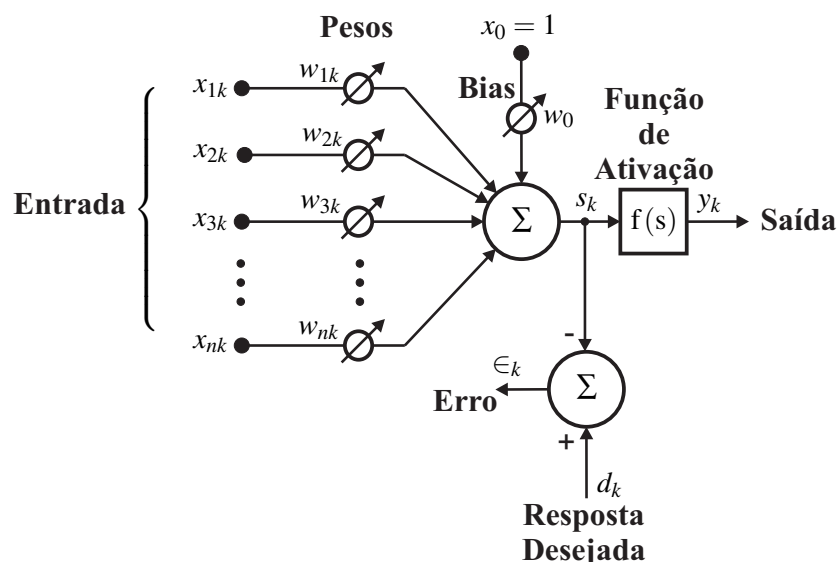 Pesos
x₀ = 1
x₁ₖ
w₁ₖ
Bias
w₀
Função
de
Ativação
x₂ₖ
w₂ₖ
Entrada
x₃ₖ
w₃ₖ
Σ
sₖ
f(s)
yₖ
Saída
xₙₖ
wₙₖ
-
∈ₖ
Erro
Σ
+
dₖ
Resposta
Desejada